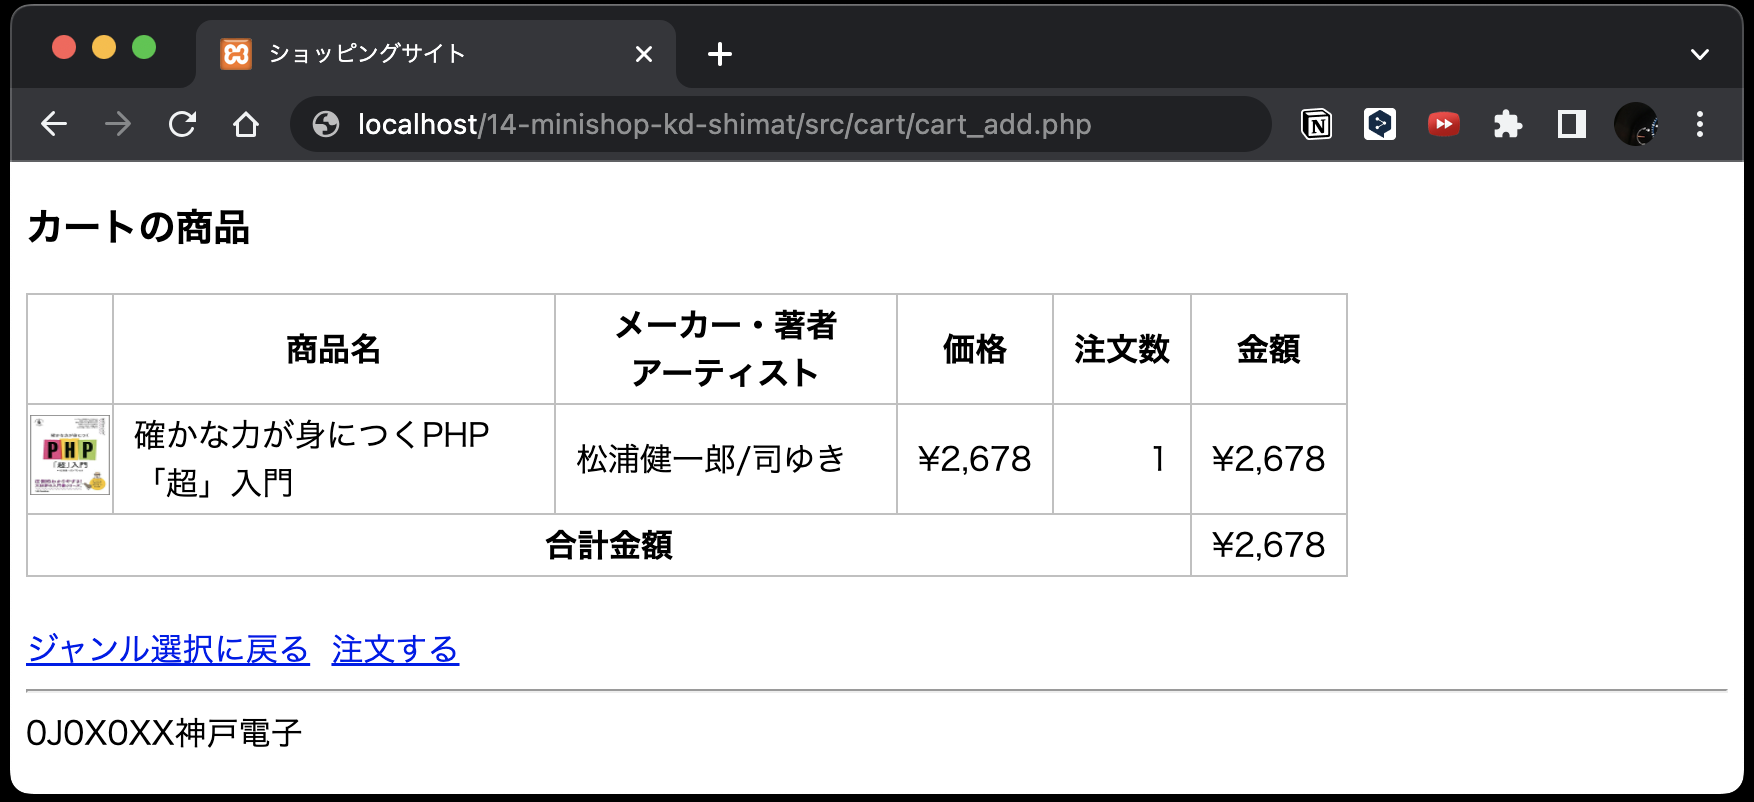 ショッピングサイト
localhost/14-minishop-kd-shimat/src/cart/cart_add.php
カートの商品
商品名
メーカー・著者
アーティスト
価格
注文数
金額
PHP
「超」入門
確かな力が身につくPHP
「超」入門
松浦健一郎/司ゆき
¥2,678
1
¥2,678
合計金額
¥2,678
ジャンル選択に戻る 注文する
0J0X0XX神戸電子